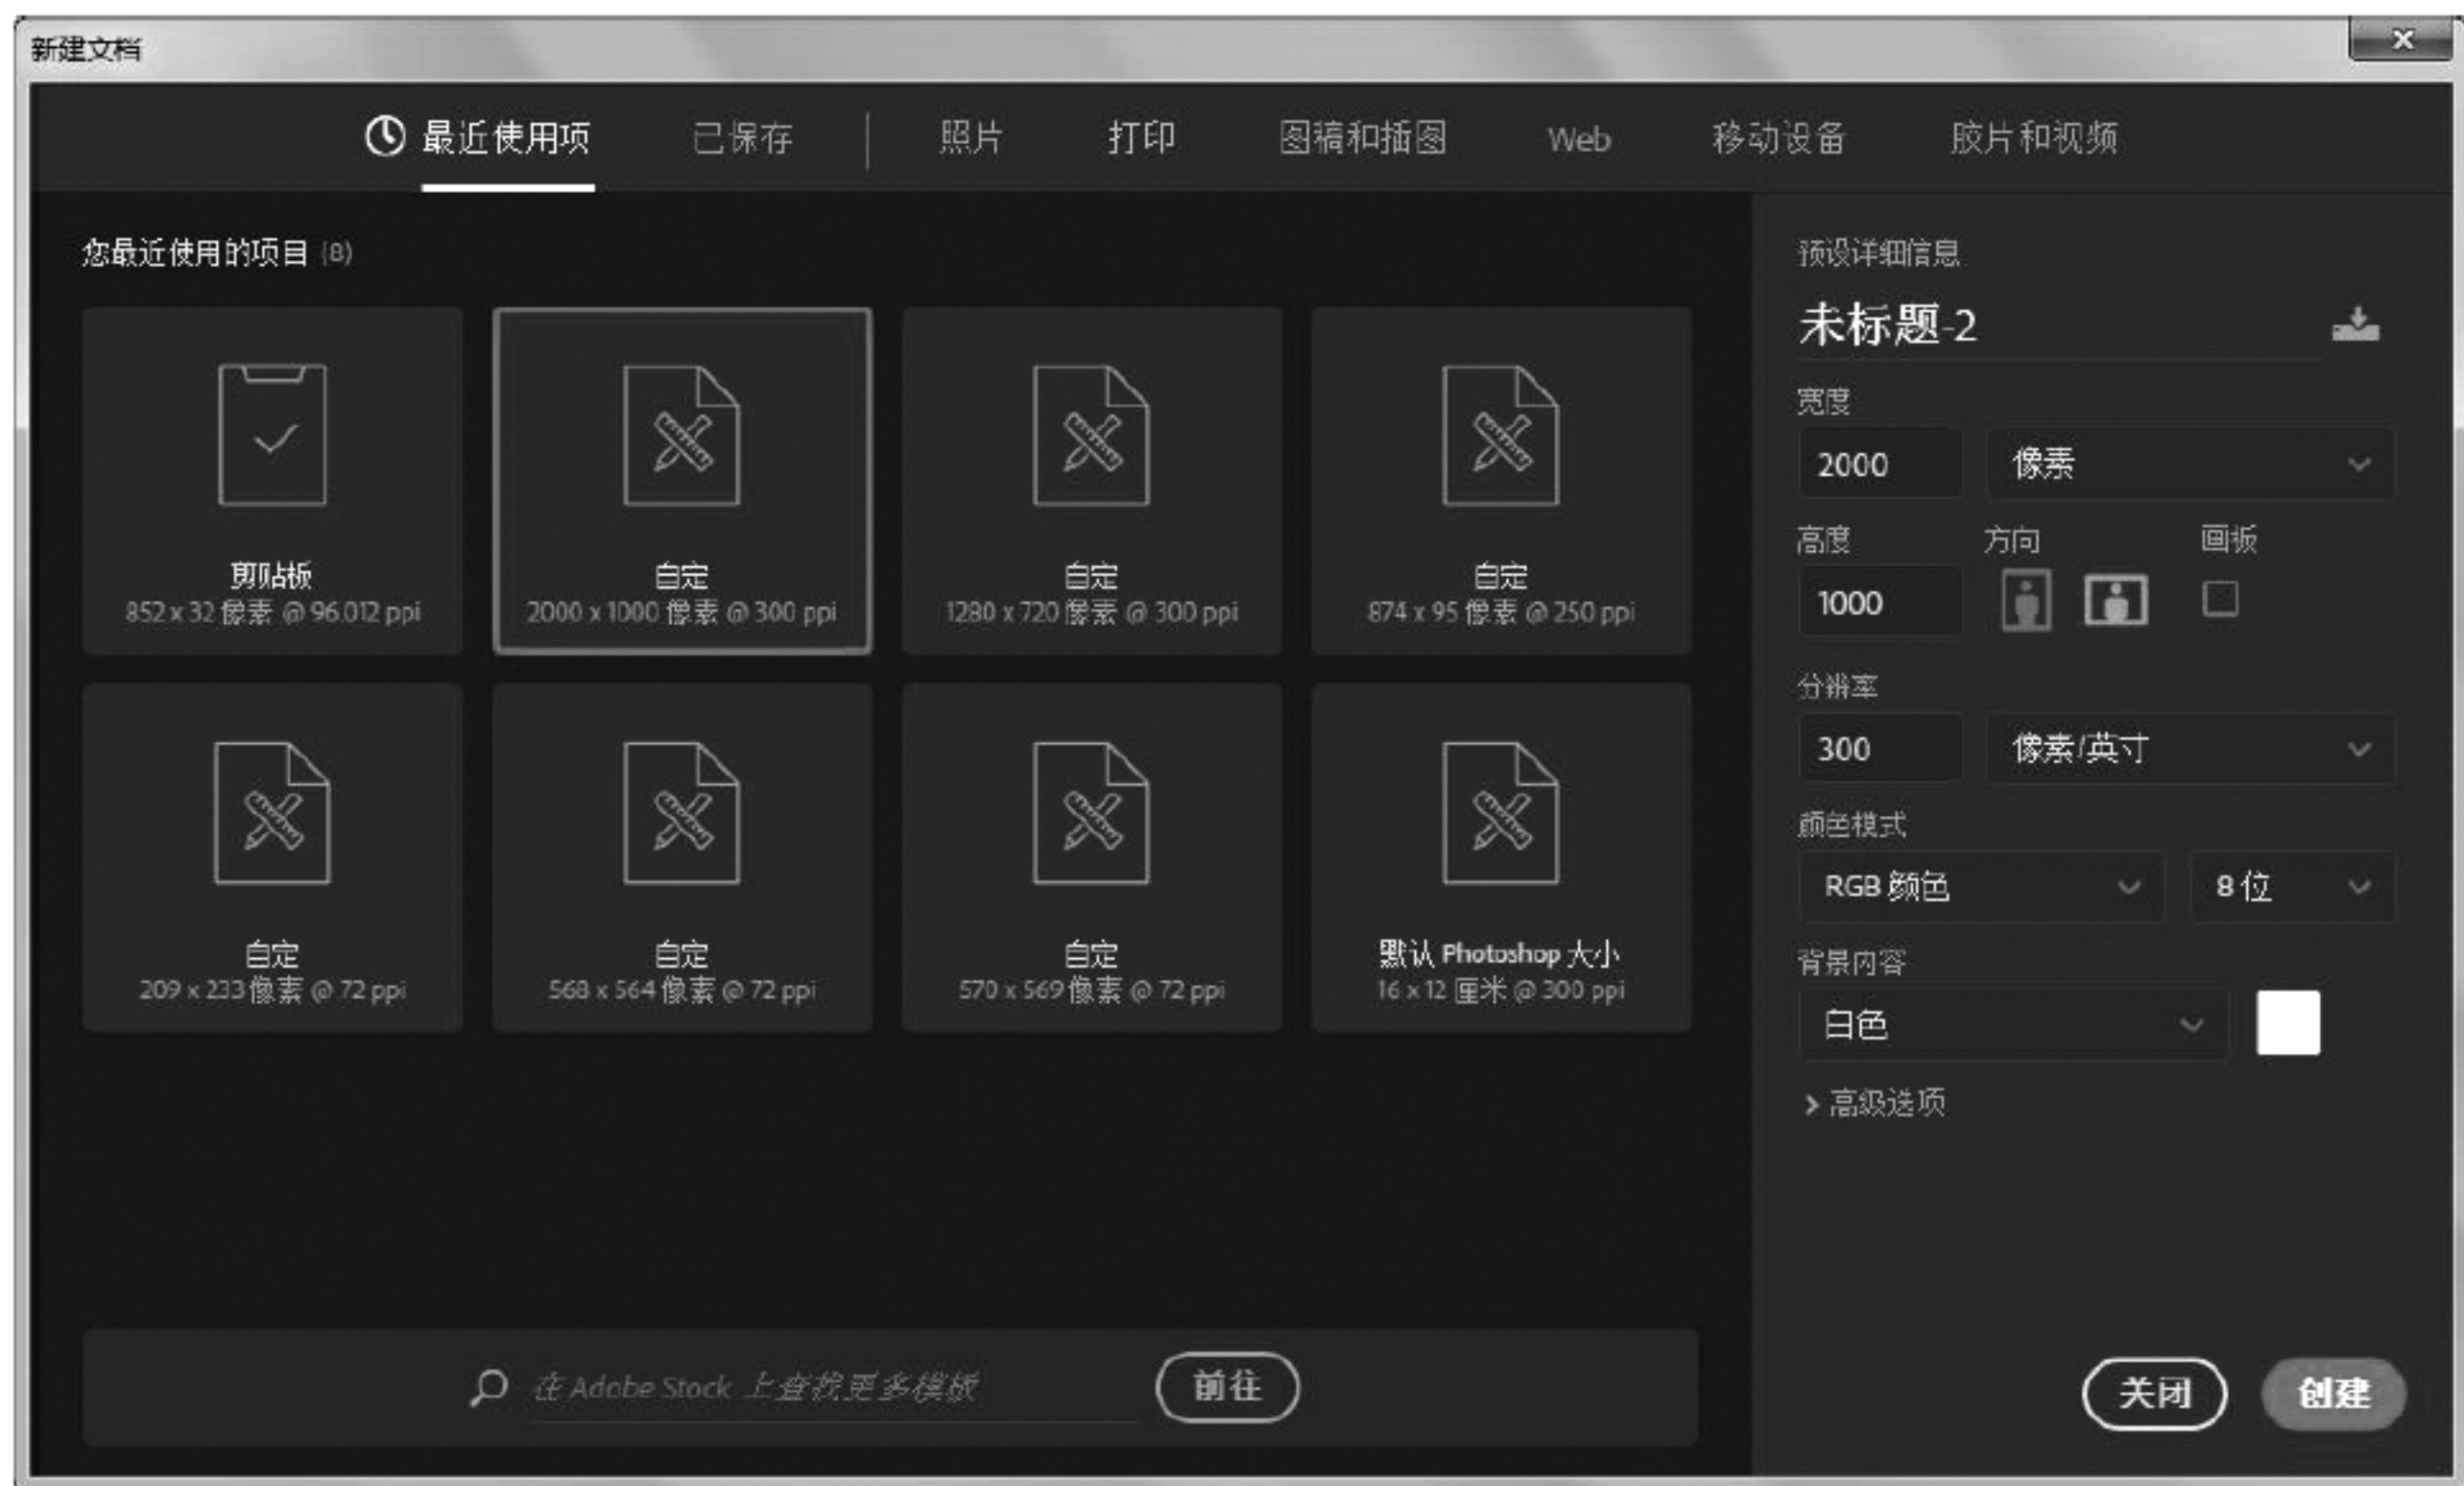 新建文档
最近使用项 已保存 照片 打印 图稿和插图 Web 移动设备 胶片和视频
您最近使用的项目 (8)
剪贴板
852 x 32 像素 @ 96.012 ppi
自定
2000 x 1000 像素 @ 300 ppi
自定
1280 x 720 像素 @ 300 ppi
自定
874 x 95 像素 @ 250 ppi
自定
209 x 233 像素 @ 72 ppi
自定
568 x 564 像素 @ 72 ppi
自定
570 x 569 像素 @ 72 ppi
默认 Photoshop 大小
16 x 12 厘米 @ 300 ppi
在 Adobe Stock 上查找更多模板 前往
预设详细信息
未标题-2
宽度
2000 像素
高度 方向 画板
1000
分辨率
300 像素/英寸
颜色模式
RGB 颜色 8 位
背景内容
白色
高级选项
关闭 创建